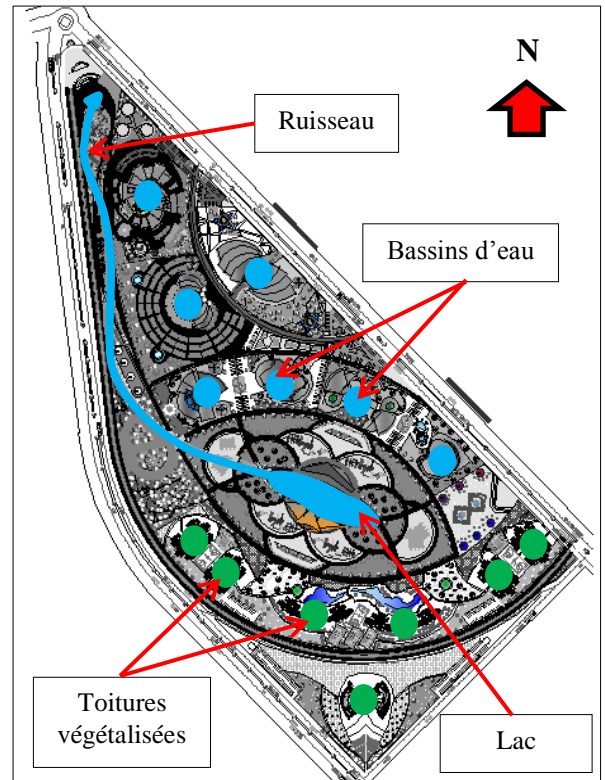 N
Ruisseau
Bassins d’eau
Toitures
végétalisées
Lac